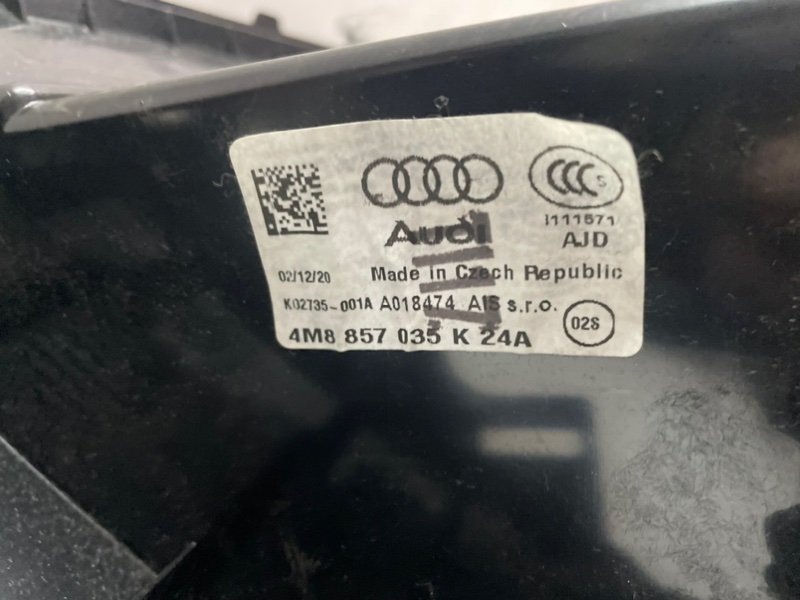 CCC S
I111571
Audi
AJD
02/12/20
Made in Czech Republic
K02735-001A A018474 AIS s.r.o.
02S
4M8 857 035 K 24A